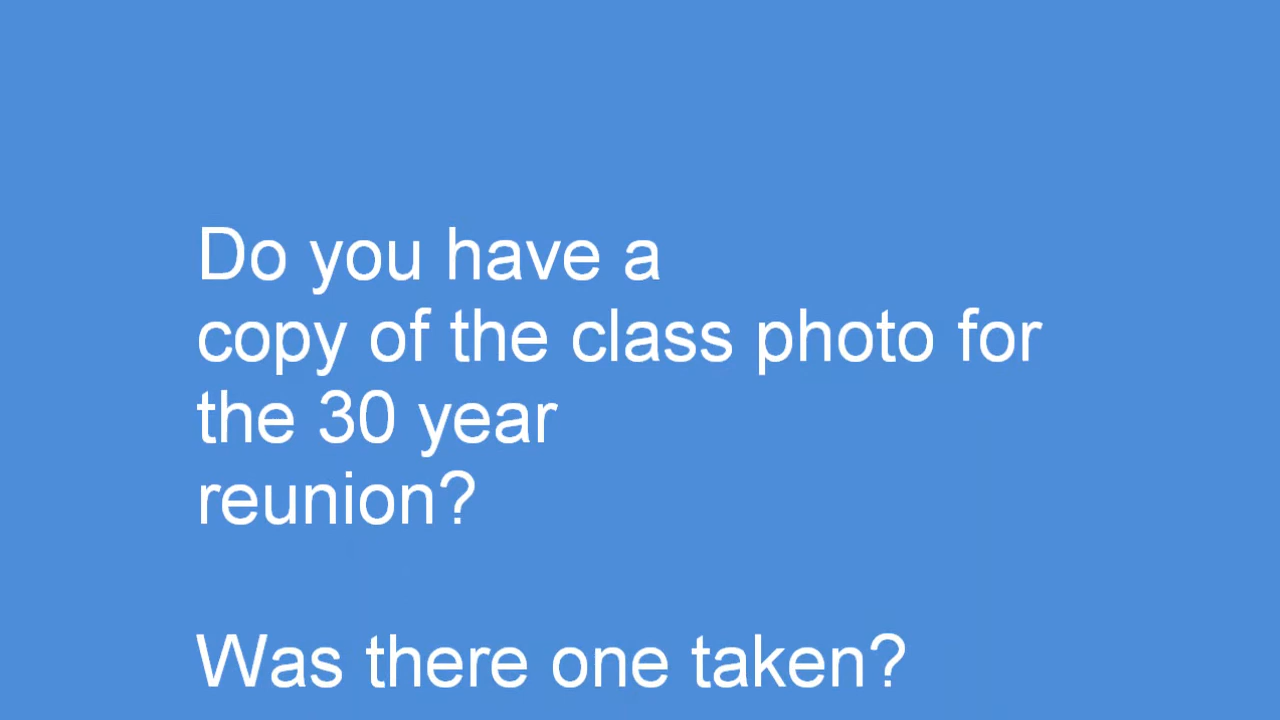 Do you have a
copy of the class photo for
the 30 year
reunion?
Was there one taken?